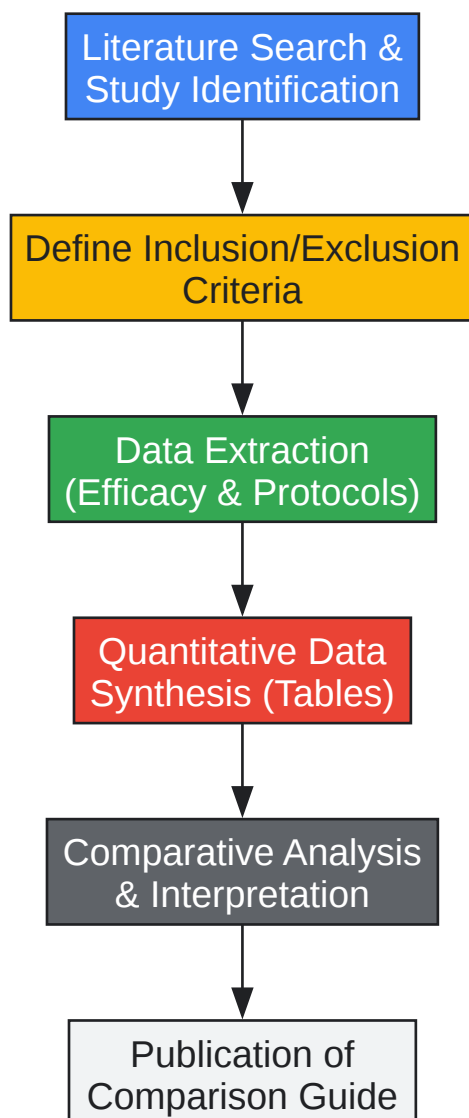 Literature Search &
Study Identification
Define Inclusion/Exclusion
Criteria
Data Extraction
(Efficacy & Protocols)
Quantitative Data
Synthesis (Tables)
Comparative Analysis
& Interpretation
Publication of
Comparison Guide